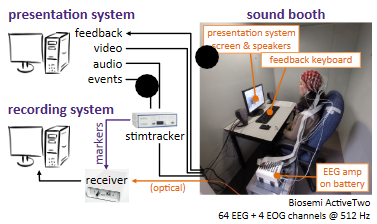 presentation system
sound booth
feedback
video
audio
events
presentation system
screen & speakers
feedback keyboard
recording system
stimtracker
markers
receiver
(optical)
EEG amp
on battery
Biosemi ActiveTwo
64 EEG + 4 EOG channels @ 512 Hz